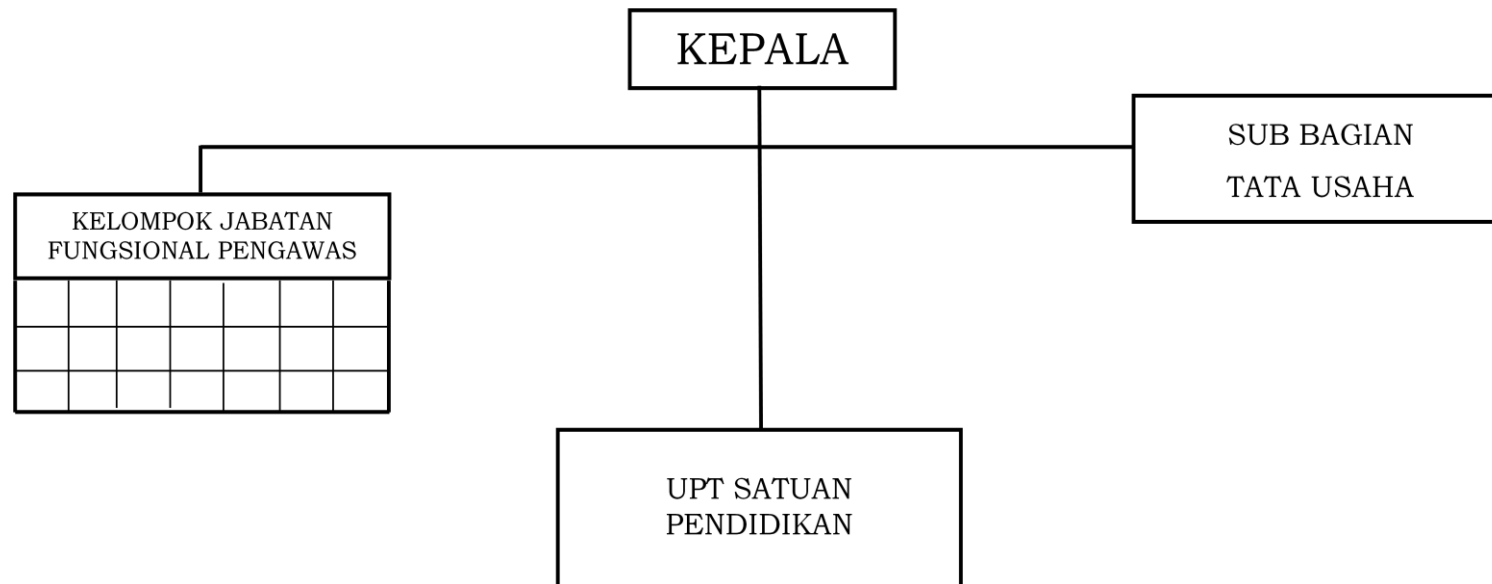 KEPALA
SUB BAGIAN
TATA USAHA
KELOMPOK JABATAN
FUNGSIONAL PENGAWAS
UPT SATUAN
PENDIDIKAN